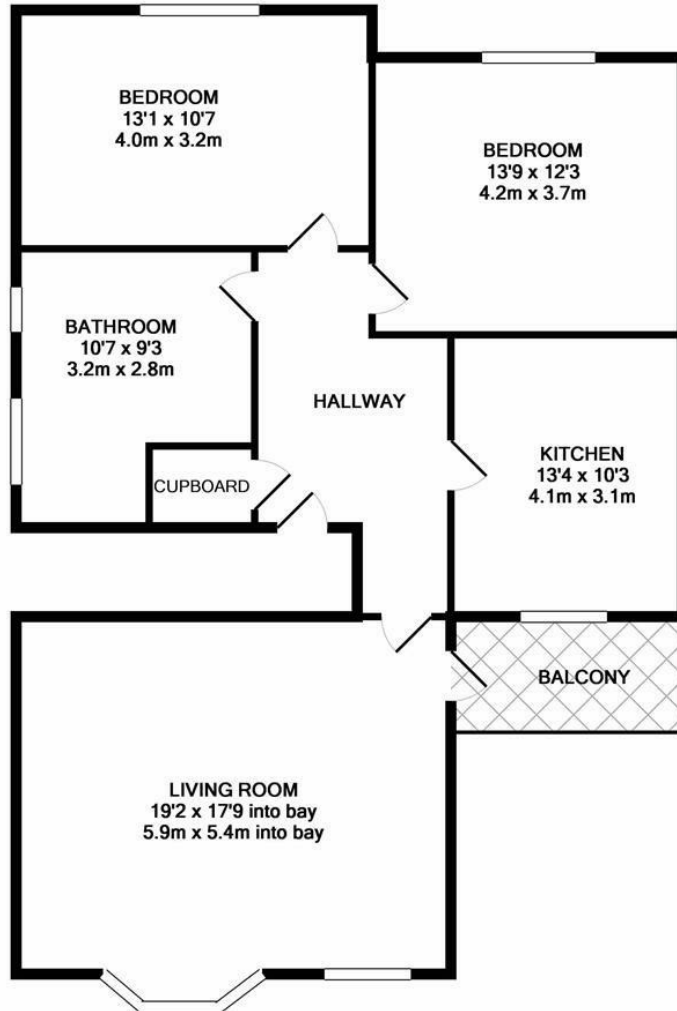 BEDROOM
13'1 x 10'7
4.0m x 3.2m
BEDROOM
13'9 x 12'3
4.2m x 3.7m
BATHROOM
10'7 x 9'3
3.2m x 2.8m
HALLWAY
KITCHEN
13'4 x 10'3
4.1m x 3.1m
CUPBOARD
BALCONY
LIVING ROOM
19'2 x 17'9 into bay
5.9m x 5.4m into bay